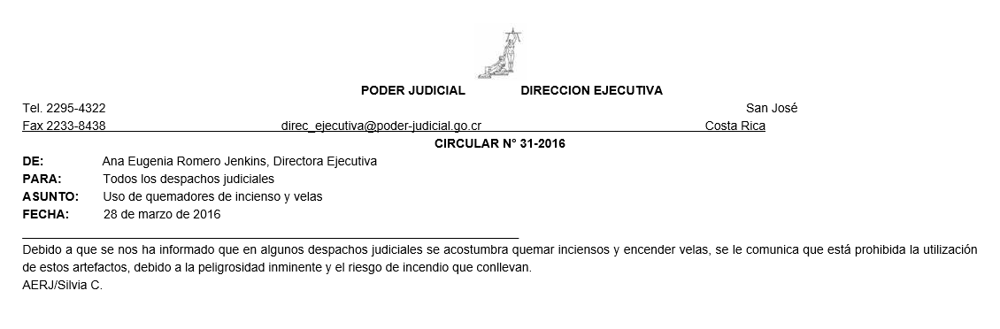 PODER JUDICIAL DIRECCION EJECUTIVA
Tel. 2295-4322 San José
Fax 2233-8438 direc_ejecutiva@poder-judicial.go.cr Costa Rica
CIRCULAR N° 31-2016
DE: Ana Eugenia Romero Jenkins, Directora Ejecutiva
PARA: Todos los despachos judiciales
ASUNTO: Uso de quemadores de incienso y velas
FECHA: 28 de marzo de 2016
Debido a que se nos ha informado que en algunos despachos judiciales se acostumbra quemar inciensos y encender velas, se le comunica que está prohibida la utilización
de estos artefactos, debido a la peligrosidad inminente y el riesgo de incendio que conllevan.
AERJ/Silvia C.